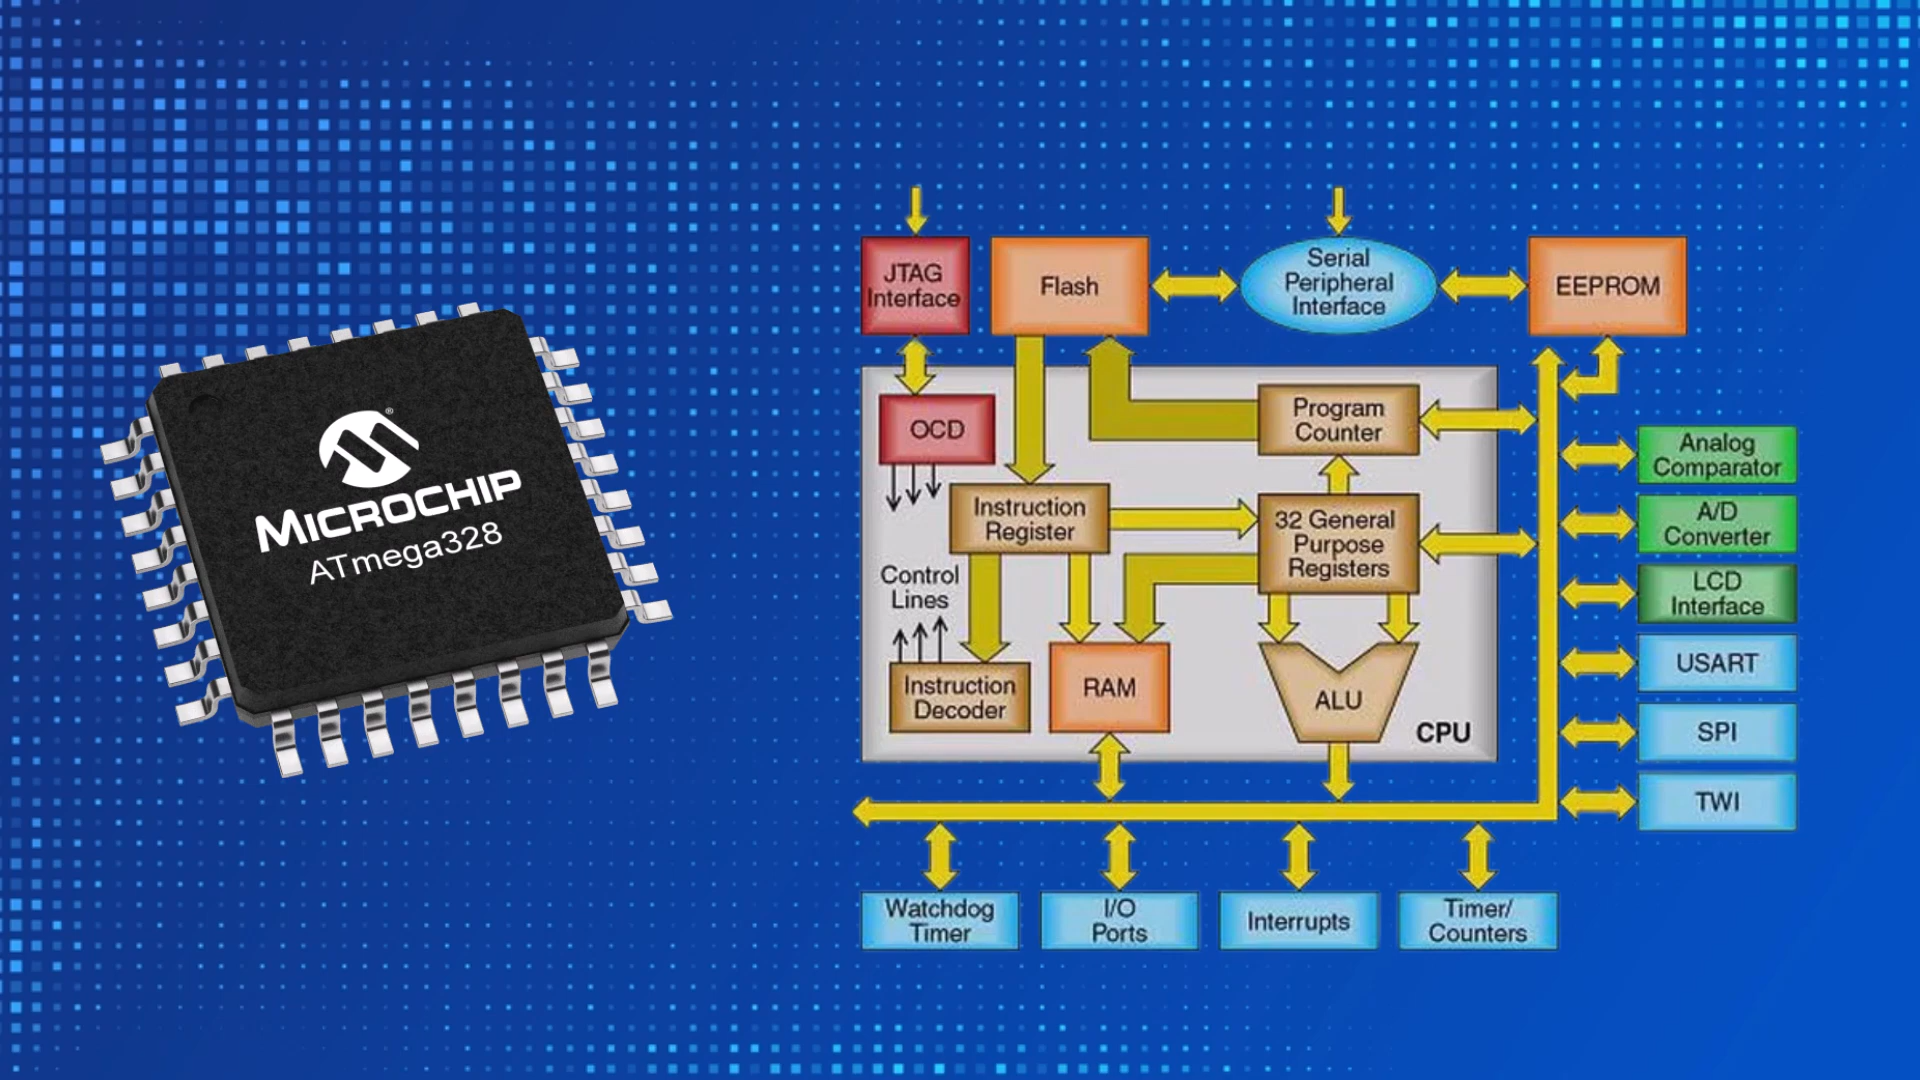 MICROCHIP
ATmega328
JTAG
Interface
Flash
Serial
Peripheral
Interface
EEPROM
OCD
Program
Counter
Instruction
Register
32 General
Purpose
Registers
Control
Lines
Instruction
Decoder
RAM
ALU
CPU
Analog
Comparator
A/D
Converter
LCD
Interface
USART
SPI
TWI
Watchdog
Timer
I/O
Ports
Interrupts
Timer/
Counters